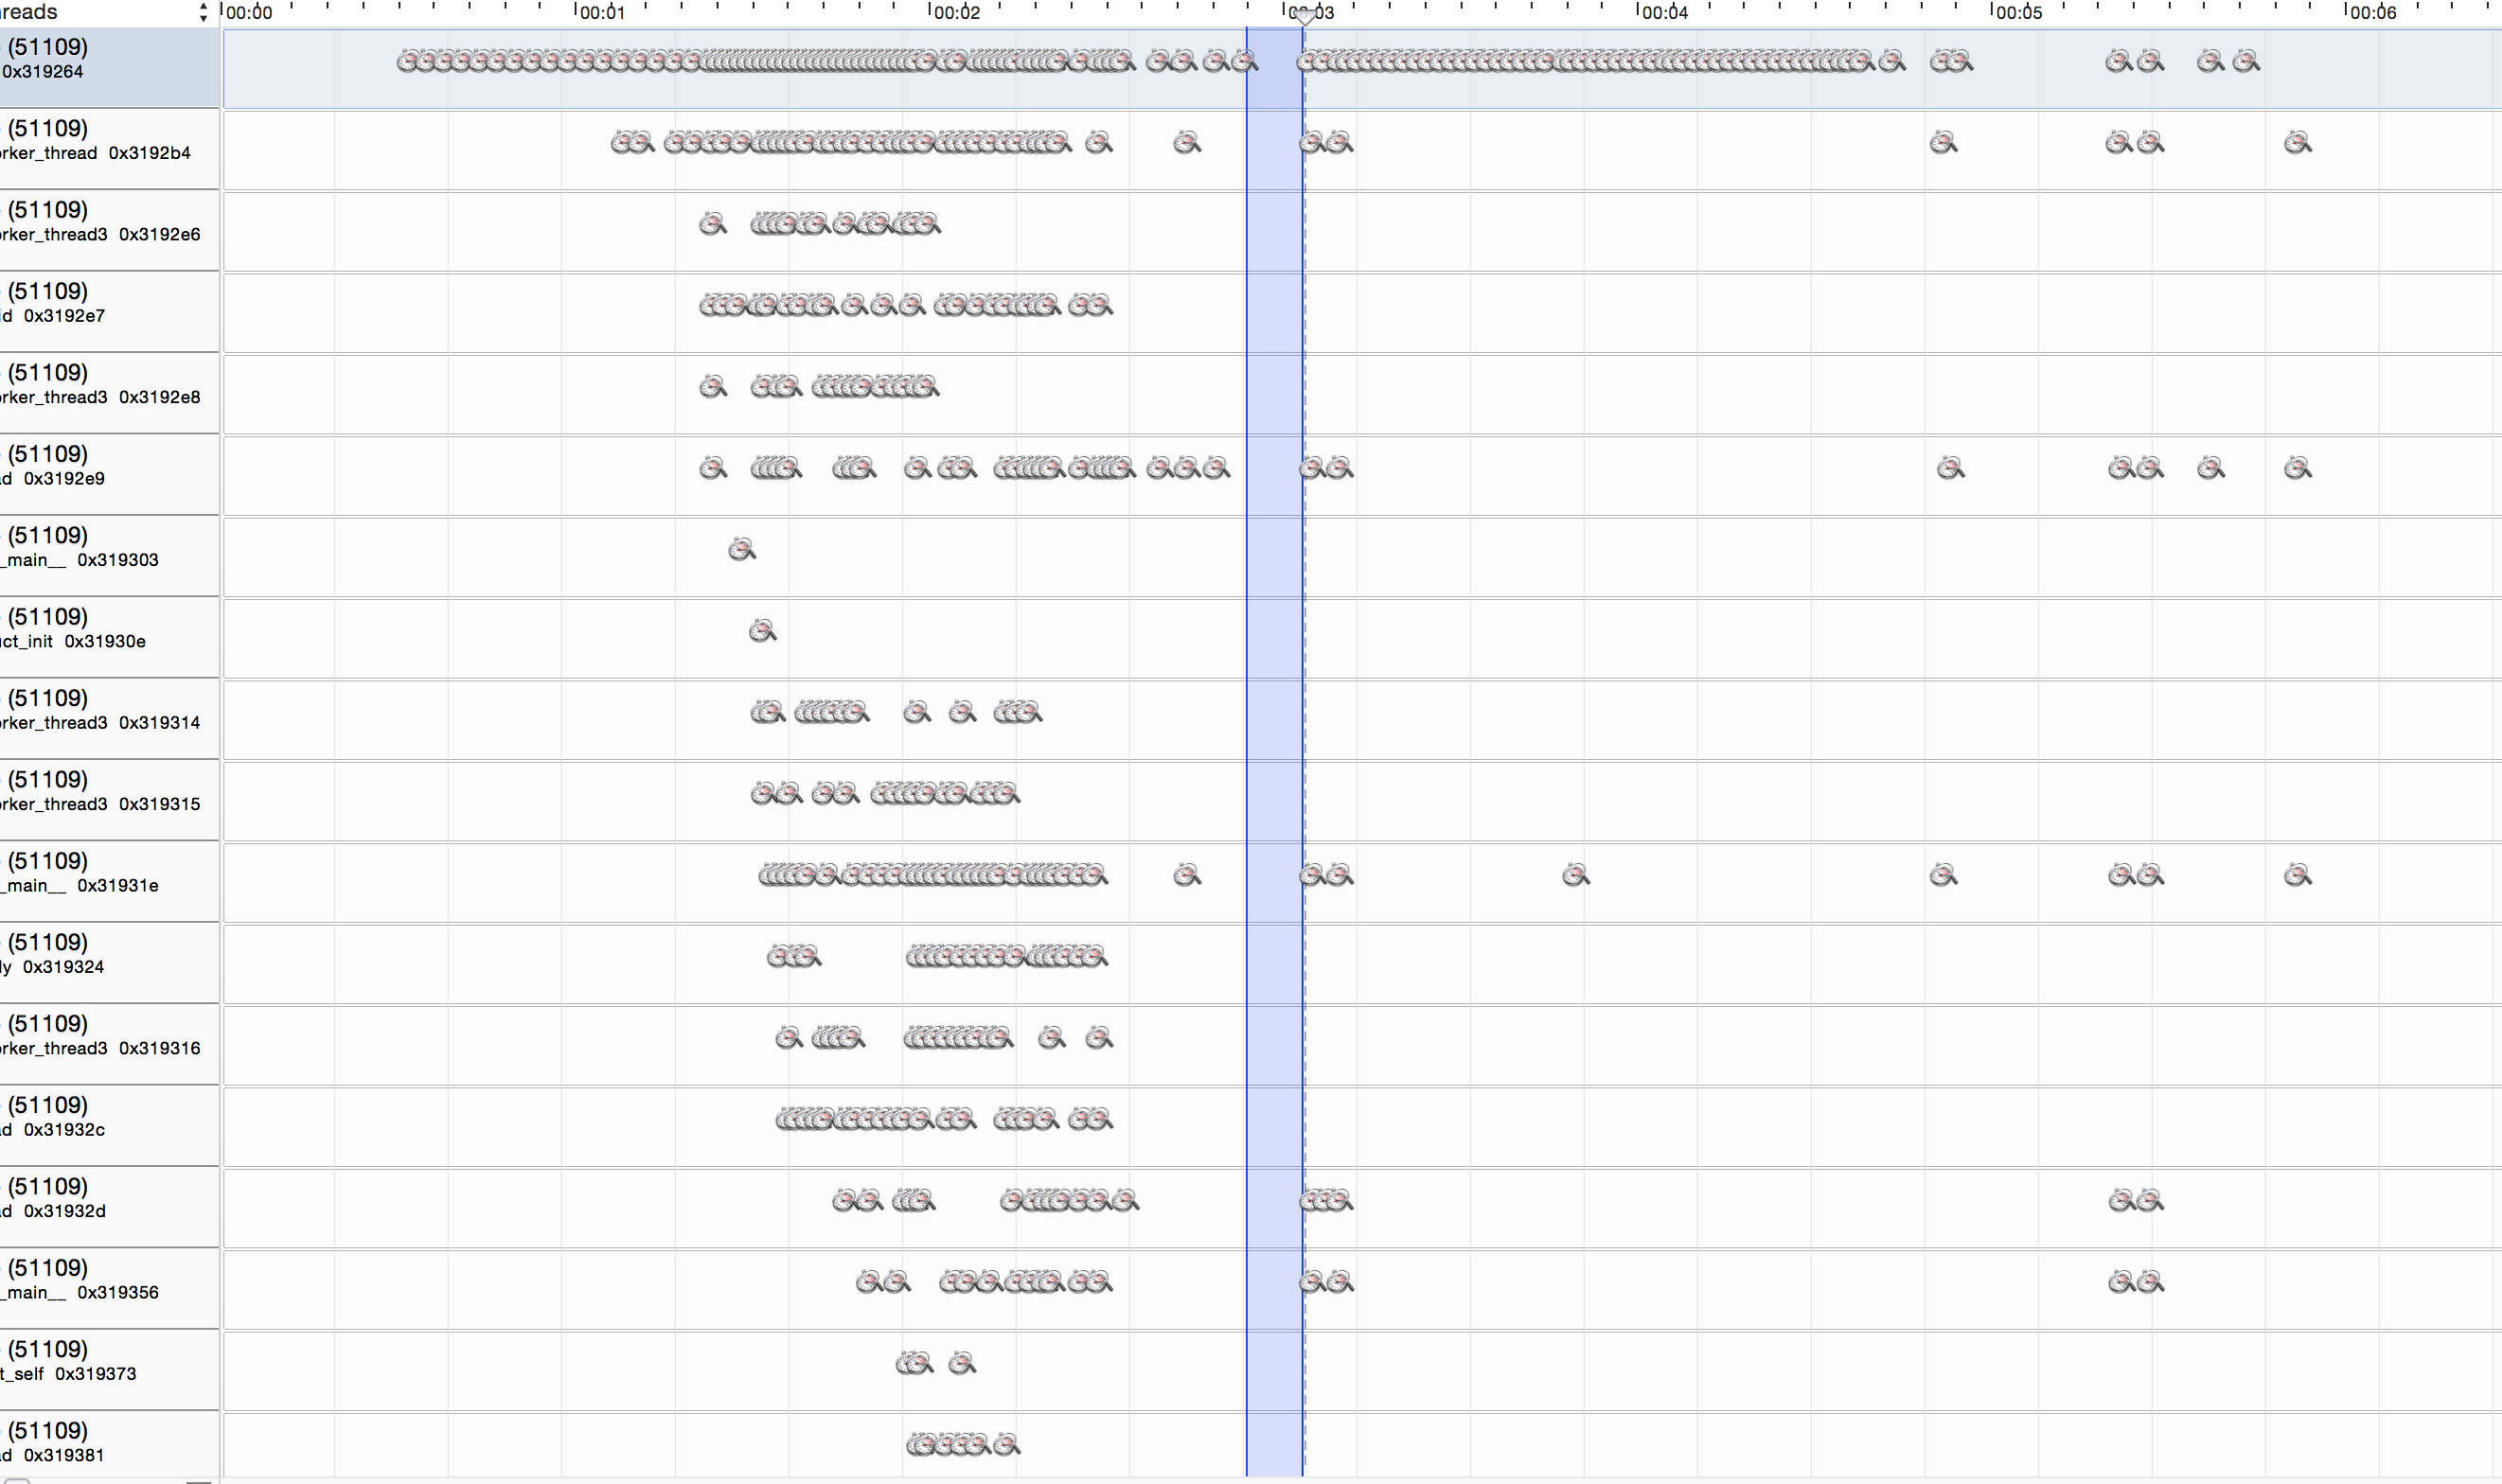 reads
00:00 00:01 00:02 00:03 00:04 00:05 00:06
(51109)
0x319264
(51109)
rker_thread 0x3192b4
(51109)
rker_thread3 0x3192e6
(51109)
id 0x3192e7
(51109)
rker_thread3 0x3192e8
(51109)
d 0x3192e9
(51109)
_main__ 0x319303
(51109)
ct_init 0x31930e
(51109)
rker_thread3 0x319314
(51109)
rker_thread3 0x319315
(51109)
_main__ 0x31931e
(51109)
ly 0x319324
(51109)
rker_thread3 0x319316
(51109)
d 0x31932c
(51109)
d 0x31932d
(51109)
_main__ 0x319356
(51109)
t_self 0x319373
(51109)
d 0x319381